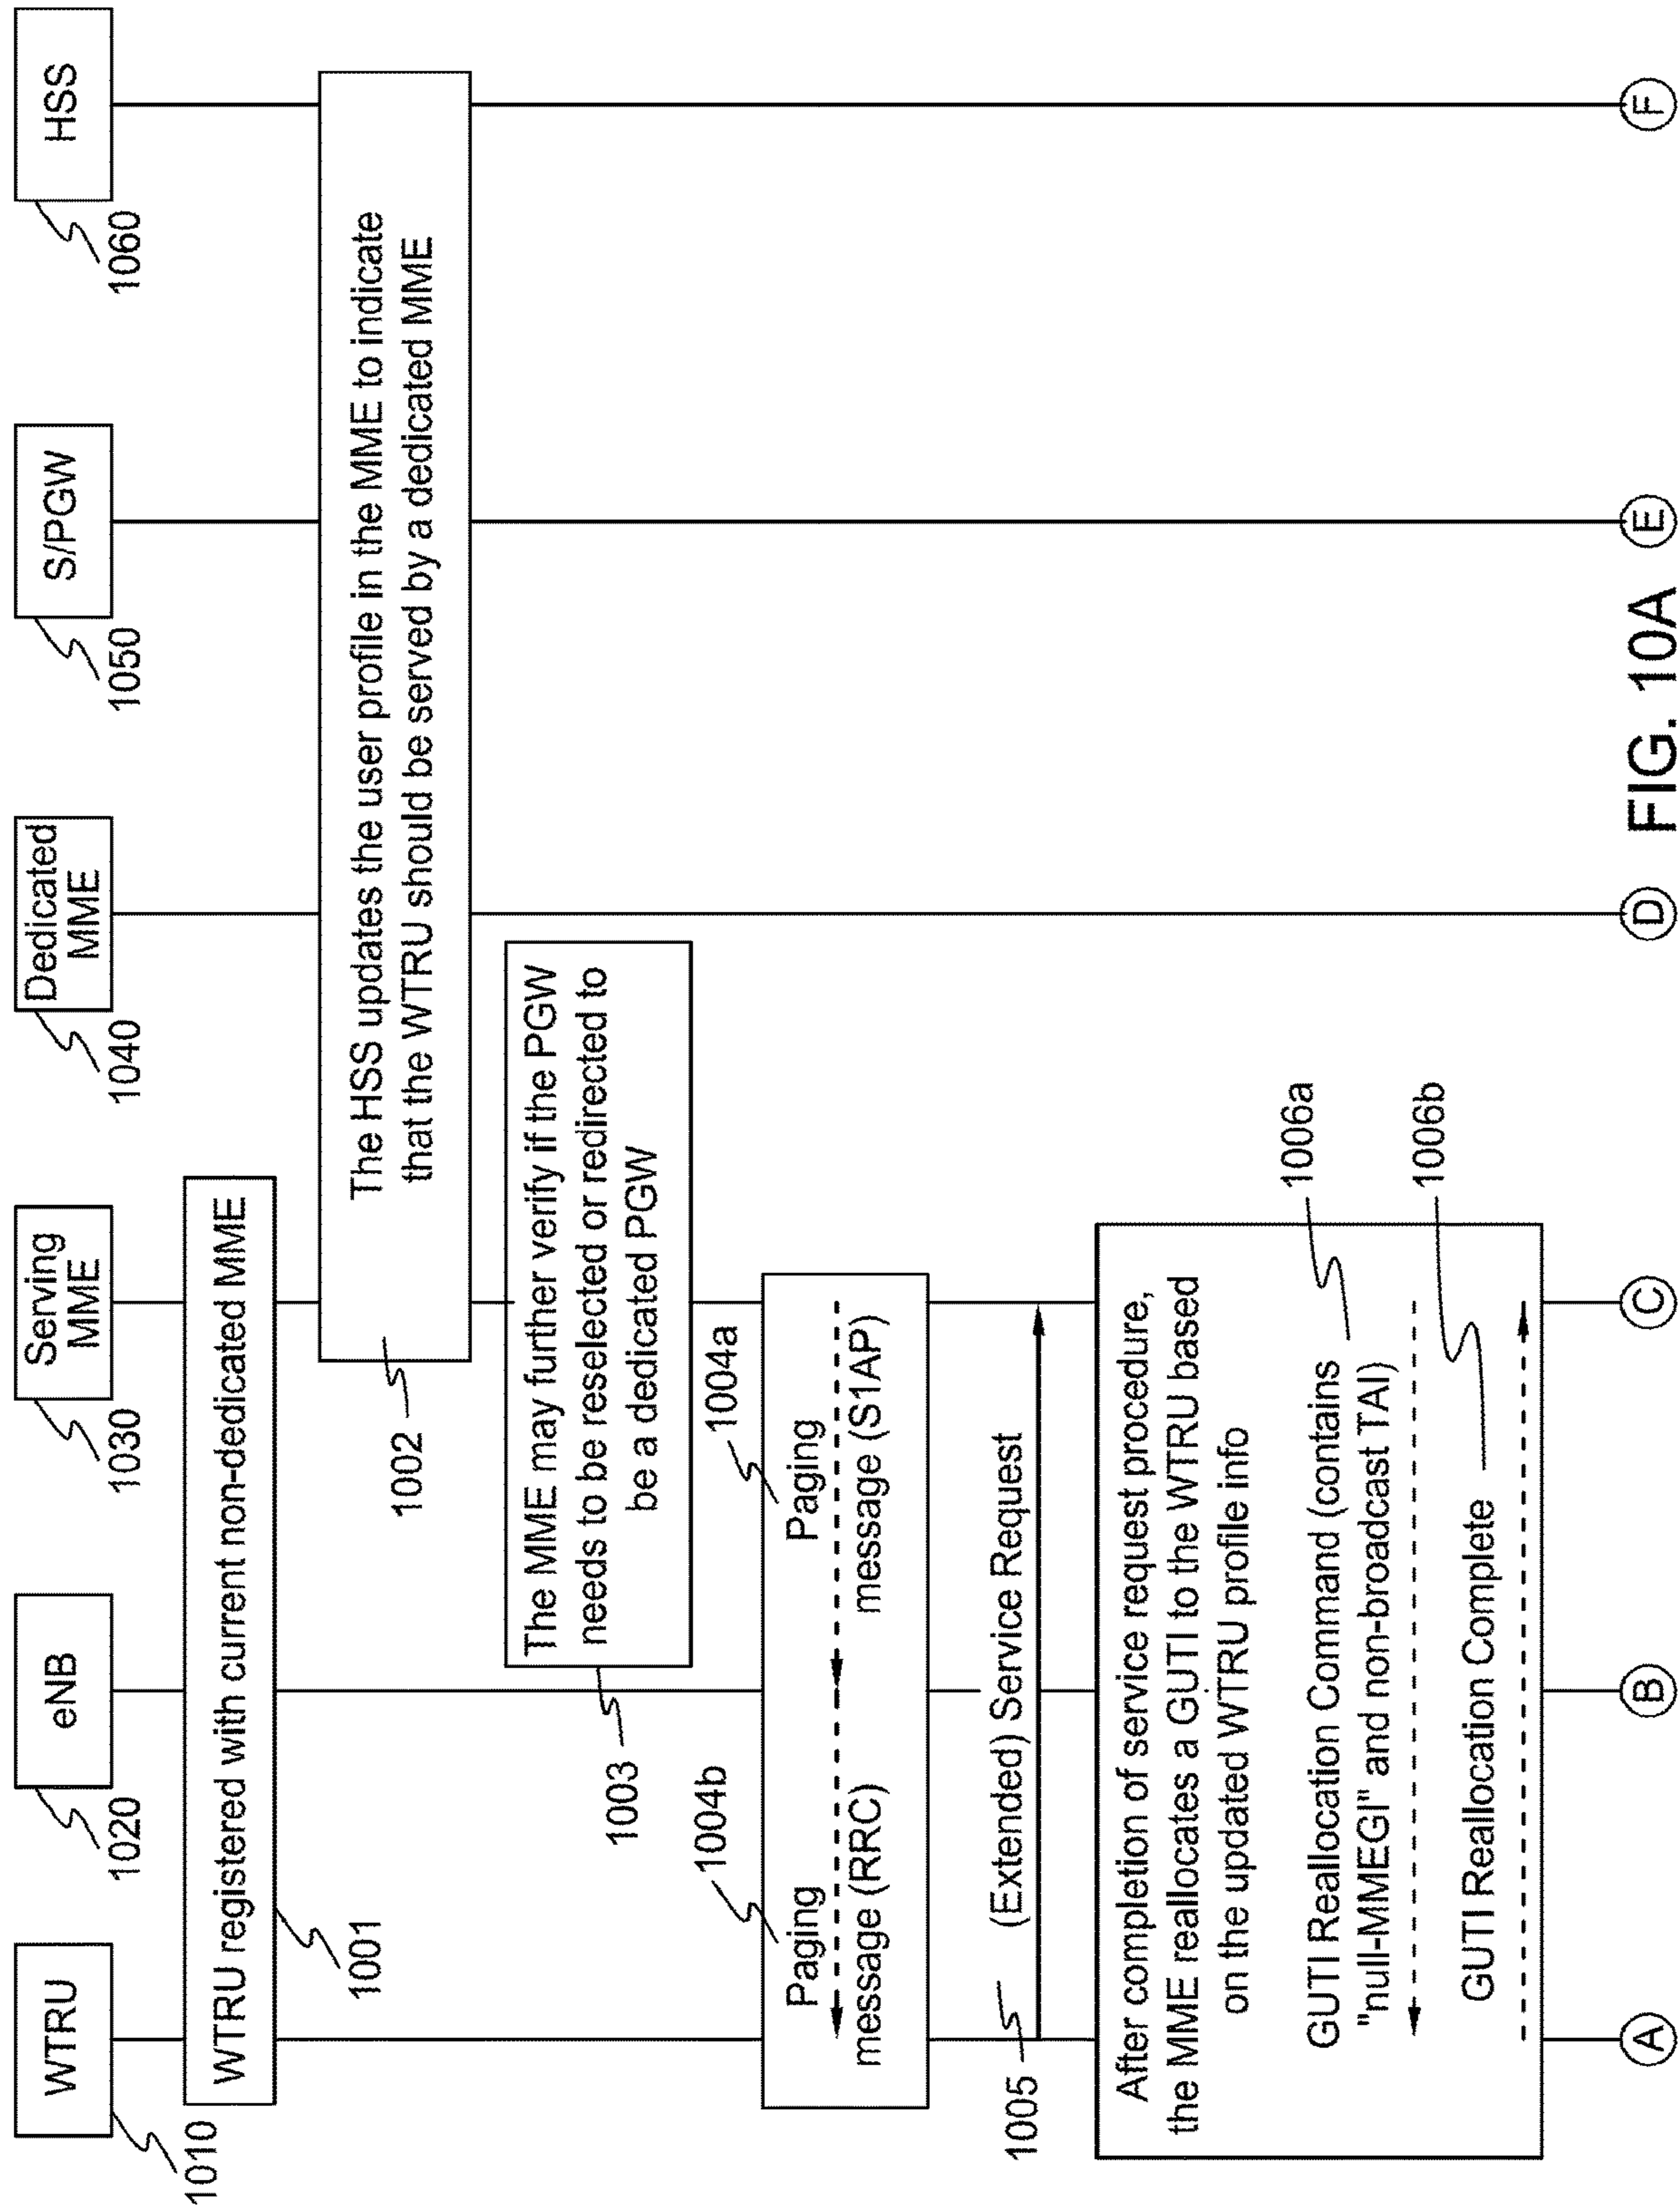 WTRU
eNB
Serving
MME
Dedicated
MME
S/PGW
HSS
1010
1020
1030
1040
1050
1060
WTRU registered with current non-dedicated MME
1001
The HSS updates the user profile in the MME to indicate
that the WTRU should be served by a dedicated MME
1002
The MME may further verify if the PGW
needs to be reselected or redirected to
be a dedicated PGW
1003
1004b
1004a
Paging
message (RRC)
Paging
message (S1AP)
1005
(Extended) Service Request
After completion of service request procedure,
the MME reallocates a GUTI to the WTRU based
on the updated WTRU profile info
GUTI Reallocation Command (contains
"null-MMEGI" and non-broadcast TAI)
1006a
GUTI Reallocation Complete
1006b
A
B
C
D
E
F
FIG. 10A